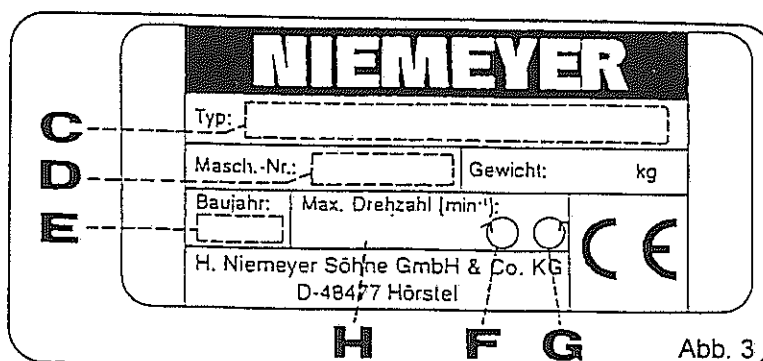 NIEMEYER
C Typ:
D Masch.-Nr.: Gewicht: kg
E Baujahr: Max. Drehzahl (min⁻¹):
CE
H. Niemeyer Söhne GmbH & Co. KG
D-48477 Hörstel
H F G Abb. 3